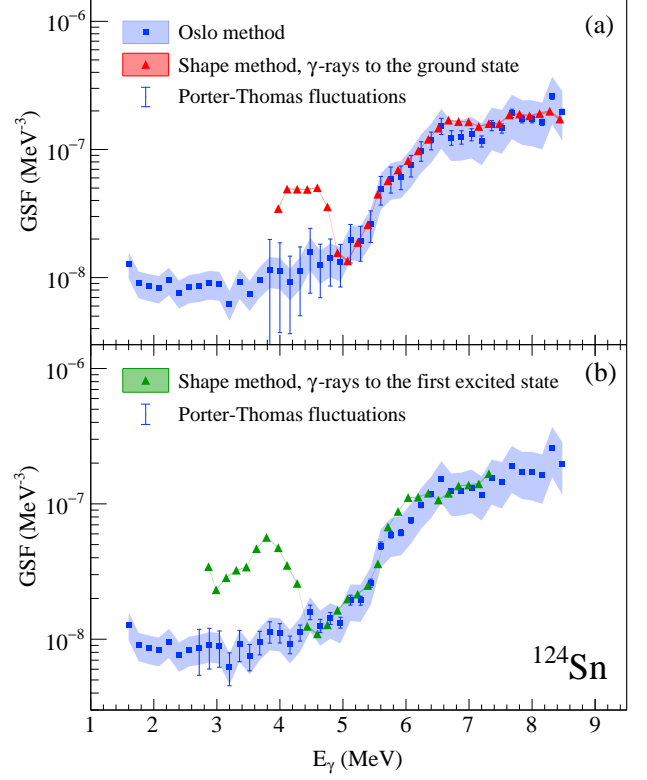 10⁻⁶
(a)
Oslo method
Shape method, γ-rays to the ground state
Porter-Thomas fluctuations
10⁻⁷
GSF (MeV⁻³)
10⁻⁸
10⁻⁶
(b)
Shape method, γ-rays to the first excited state
Porter-Thomas fluctuations
10⁻⁷
GSF (MeV⁻³)
10⁻⁸
¹²⁴Sn
1 2 3 4 5 6 7 8 9
E_γ (MeV)